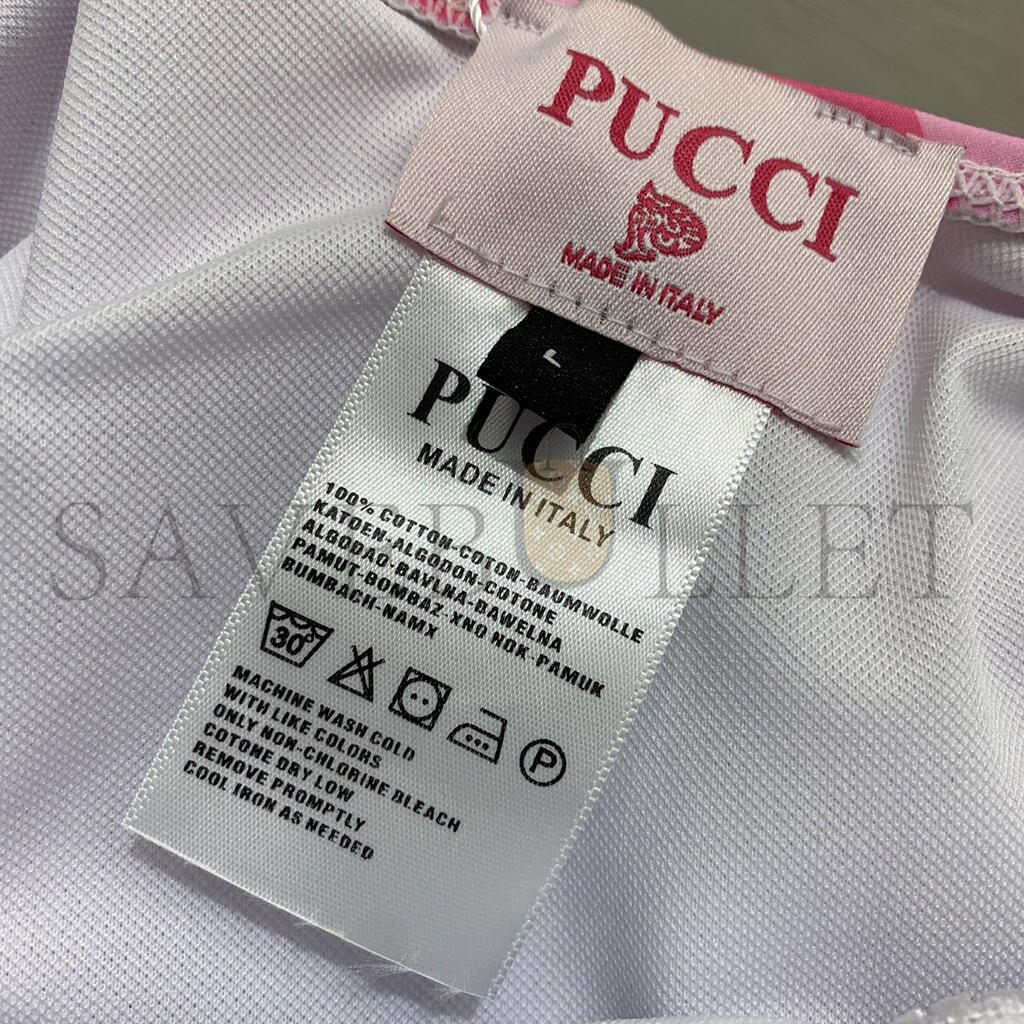 PUCCI
MADE IN ITALY
PUCCI
MADE IN ITALY
100% COTTON-COTON-BAUMWOLLE
KATOEN-ALGODON-COTONE
ALGODAO-BAVLNA-BAWELNA
PAMUT-BOMBAZ-XNO NOK-PAMUK
BUMBACH-NAMX
30°
P
MACHINE WASH COLD
WITH LIKE COLORS
ONLY NON-CHLORINE BLEACH
COTONE DRY LOW
REMOVE PROMPTLY
COOL IRON AS NEEDED